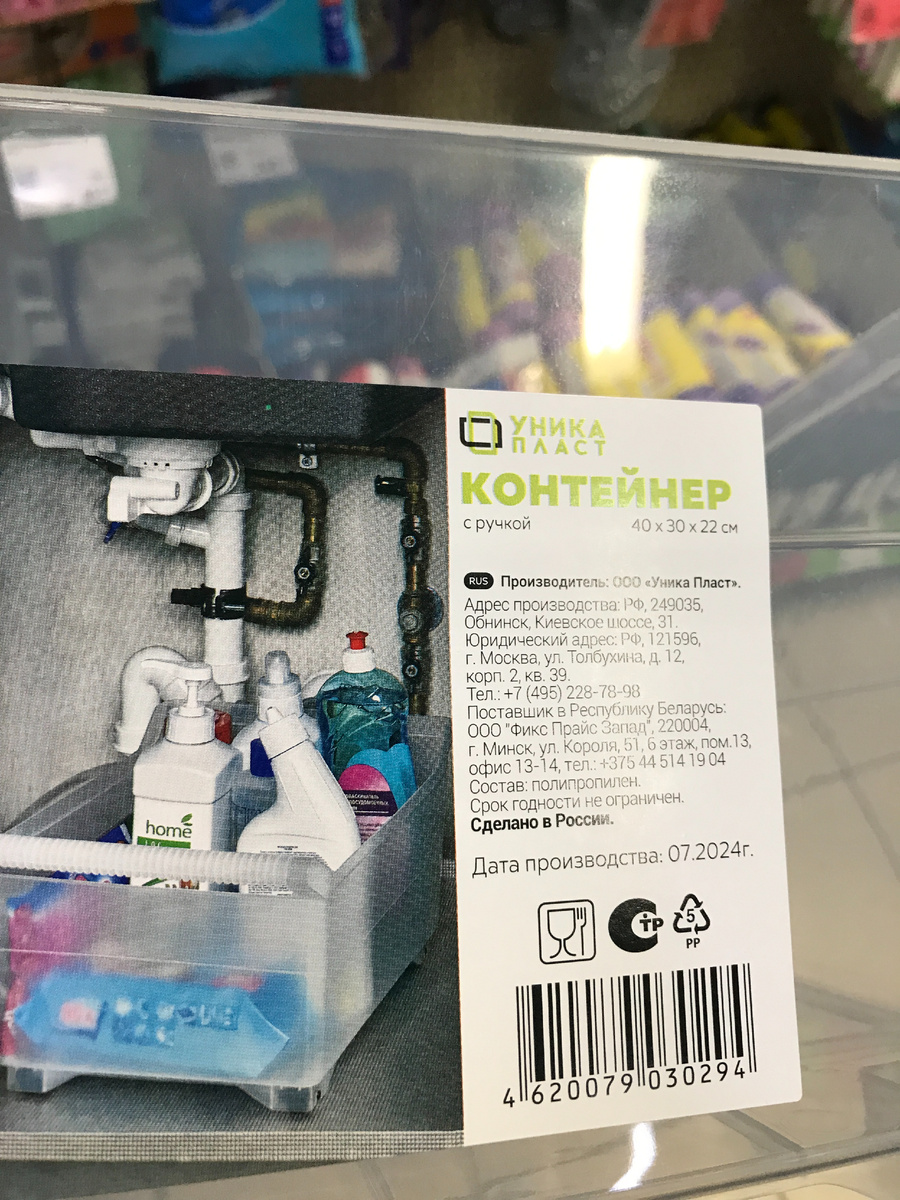 УНИКА
ПЛАСТ
КОНТЕЙНЕР
с ручкой 40 x 30 x 22 см
RUS Производитель: ООО «Уника Пласт».
Адрес производства: РФ, 249035,
Обнинск, Киевское шоссе, 31.
Юридический адрес: РФ, 121596,
г. Москва, ул. Толбухина, д. 12,
корп. 2, кв. 39.
Тел.: +7 (495) 228-78-98
Поставщик в Республику Беларусь:
ООО "Фикс Прайс Запад", 220004,
г. Минск, ул. Короля, 51, 6 этаж, пом.13,
офис 13-14, тел.: +375 44 514 19 04
Состав: полипропилен.
Срок годности не ограничен.
Сделано в России.
Дата производства: 07.2024г.
СТР
5
PP
4 620079 030294
home